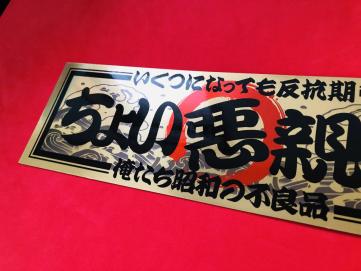 いくつになっても反抗期
ちょい悪親
俺たち昭和の不良品